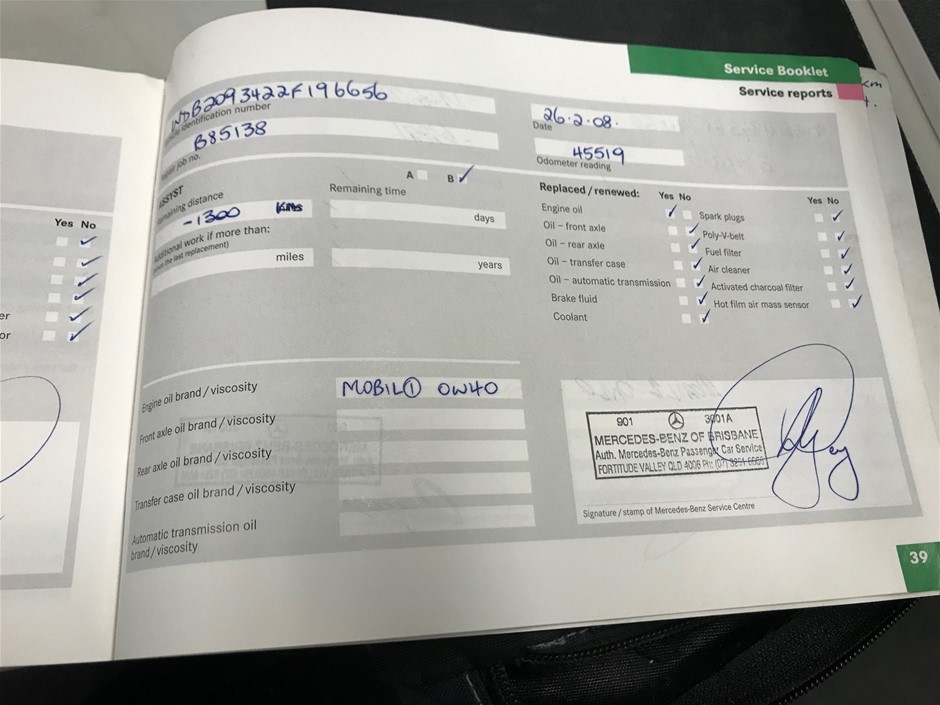 Service Booklet
Service reports
WDB2093422F196656
identification number
B85138
job no.
26.2.08.
Date
45519
Odometer reading
A B ✓
ASSYST
Remaining distance
-1300 Kms
Remaining time
days
Additional work if more than:
miles
years
Replaced / renewed: Yes No
Engine oil ✓
Oil – front axle ✓
Oil – rear axle ✓
Oil – transfer case ✓
Oil – automatic transmission ✓
Brake fluid ✓
Coolant ✓
Yes No
Spark plugs ✓
Poly-V-belt ✓
Fuel filter ✓
Air cleaner ✓
Activated charcoal filter ✓
Hot film air mass sensor ✓
Yes No
✓
✓
✓
✓
er ✓
or ✓
km
Engine oil brand / viscosity
MOBIL① 0W40
Front axle oil brand / viscosity
Rear axle oil brand / viscosity
Transfer case oil brand / viscosity
Automatic transmission oil
brand / viscosity
901 3901A
MERCEDES-BENZ OF BRISBANE
Auth. Mercedes-Benz Passenger Car Service
FORTITUDE VALLEY QLD 4006 PH: (07)
Signature / stamp of Mercedes-Benz Service Centre
39